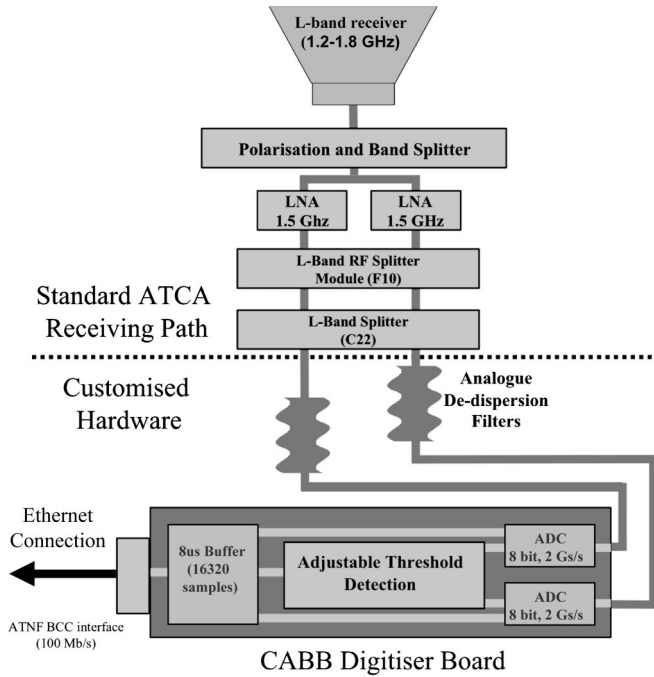 L-band receiver
(1.2-1.8 GHz)
Polarisation and Band Splitter
LNA
1.5 Ghz
LNA
1.5 GHz
L-Band RF Splitter
Module (F10)
Standard ATCA
Receiving Path
L-Band Splitter
(C22)
Customised
Hardware
Analogue
De-dispersion
Filters
Ethernet
Connection
8us Buffer
(16320
samples)
Adjustable Threshold
Detection
ADC
8 bit, 2 Gs/s
ADC
8 bit, 2 Gs/s
ATNF BCC interface
(100 Mb/s)
CABB Digitiser Board